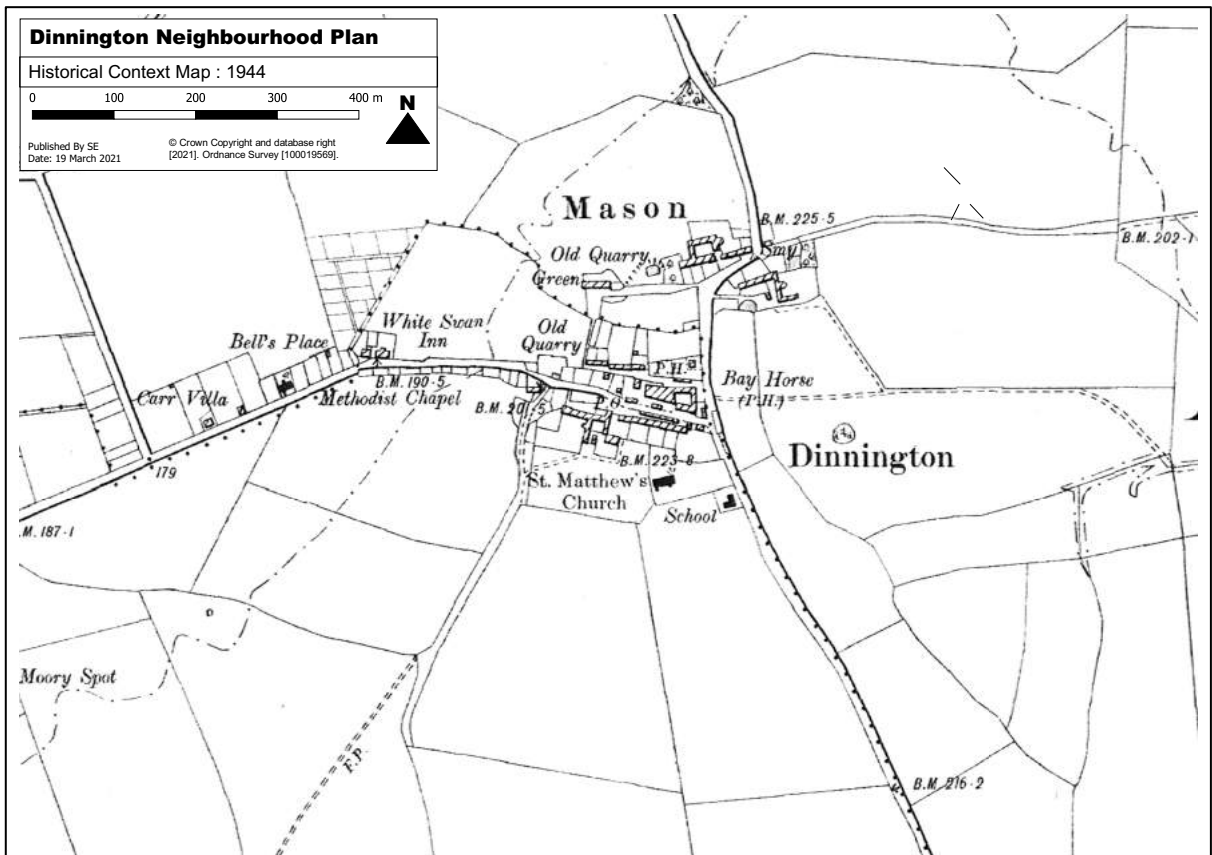 Dinnington Neighbourhood Plan
Historical Context Map : 1944
0 100 200 300 400 m
N
Published By SE
Date: 19 March 2021
© Crown Copyright and database right
[2021]. Ordnance Survey [100019569].
Mason
B.M. 225·5
B.M. 202·1
Old Quarry
Smy.
Green
White Swan
Inn
Old
Quarry
Bell's Place
P.H.
Bay Horse
(P.H.)
B.M. 190·5
Carr Villa
Methodist Chapel
B.M.
Dinnington
B.M. 223·8
179
St. Matthew's
Church
School
.M. 187·1
Moory Spot
F.P.
B.M. 216·2